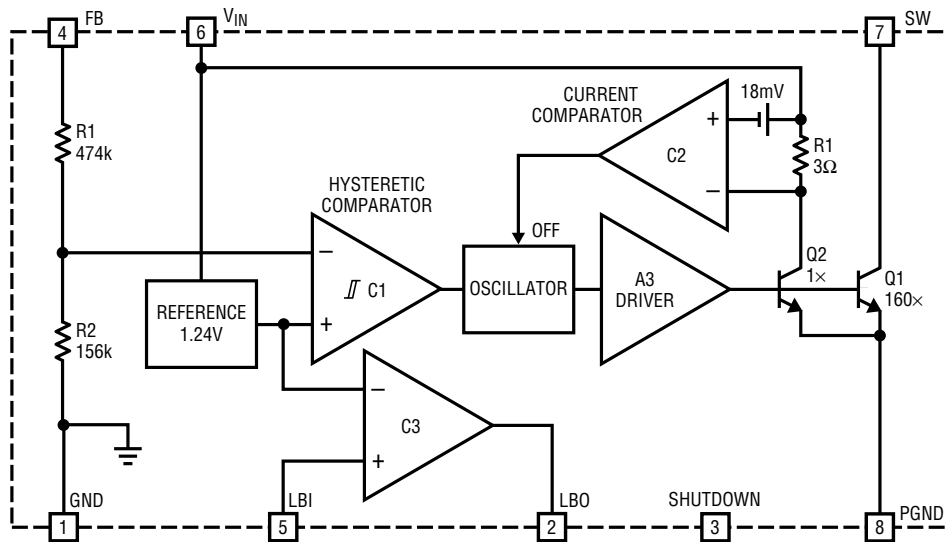 FB
4
V_IN
6
SW
7
18mV
CURRENT
COMPARATOR
+
C2
−
R1
3Ω
R1
474k
HYSTERETIC
COMPARATOR
OFF
−
C1
+
OSCILLATOR
A3
DRIVER
Q2
1×
Q1
160×
REFERENCE
1.24V
R2
156k
−
C3
+
GND
1
LBI
5
LBO
2
SHUTDOWN
3
PGND
8